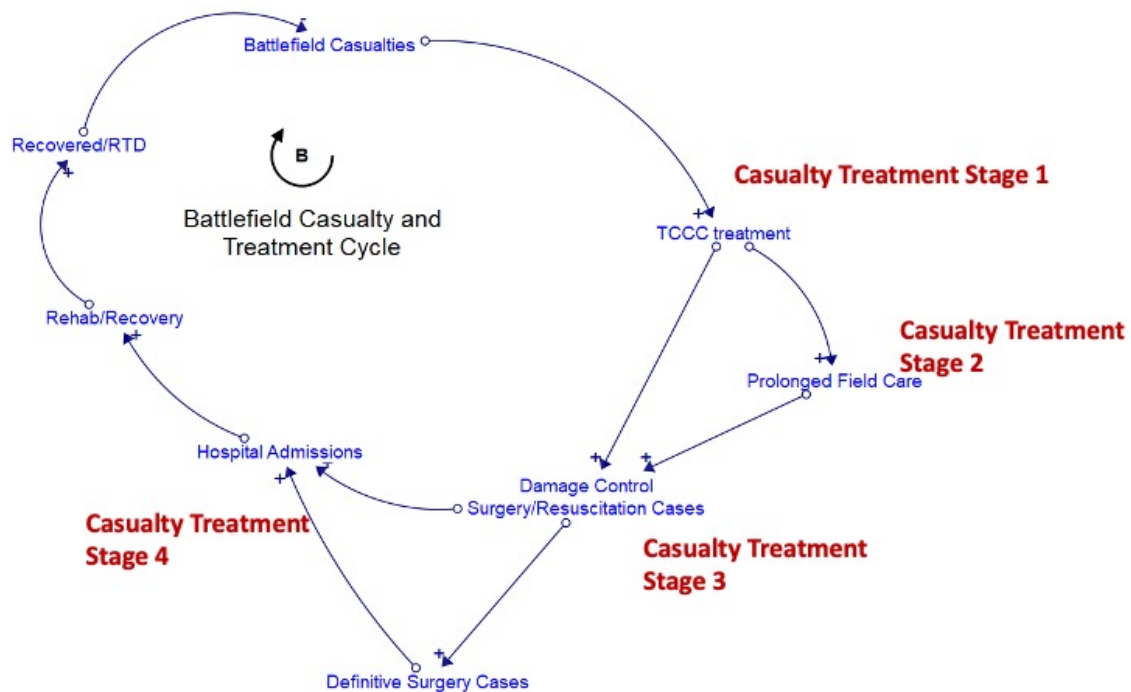 -
Battlefield Casualties
Recovered/RTD
+
B
Battlefield Casualty and
Treatment Cycle
Casualty Treatment Stage 1
+
TCCC treatment
Casualty Treatment
Stage 2
+
Prolonged Field Care
Rehab/Recovery
+
Hospital Admissions
+
+ +
Damage Control
Surgery/Resuscitation Cases
Casualty Treatment
Stage 4
Casualty Treatment
Stage 3
+
Definitive Surgery Cases